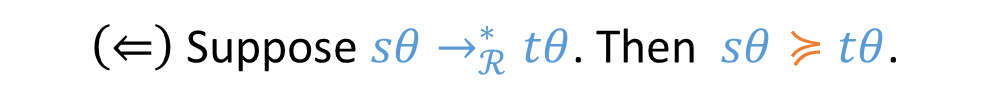 (⇐) Suppose sθ →*ℛ tθ. Then sθ ≽ tθ.